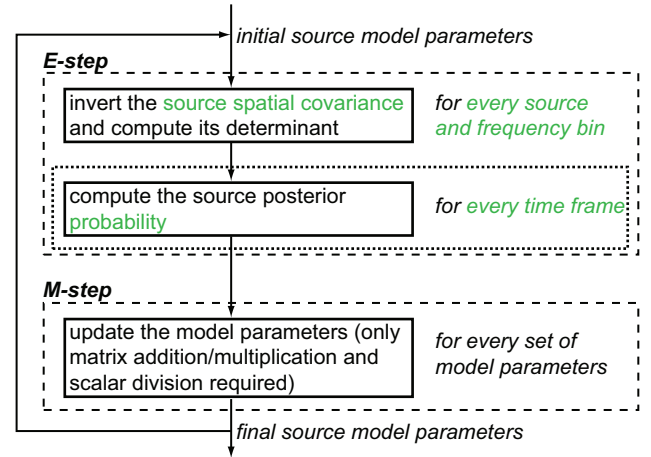 initial source model parameters
E-step
invert the source spatial covariance
and compute its determinant
for every source
and frequency bin
compute the source posterior
probability
for every time frame
M-step
update the model parameters (only
matrix addition/multiplication and
scalar division required)
for every set of
model parameters
final source model parameters